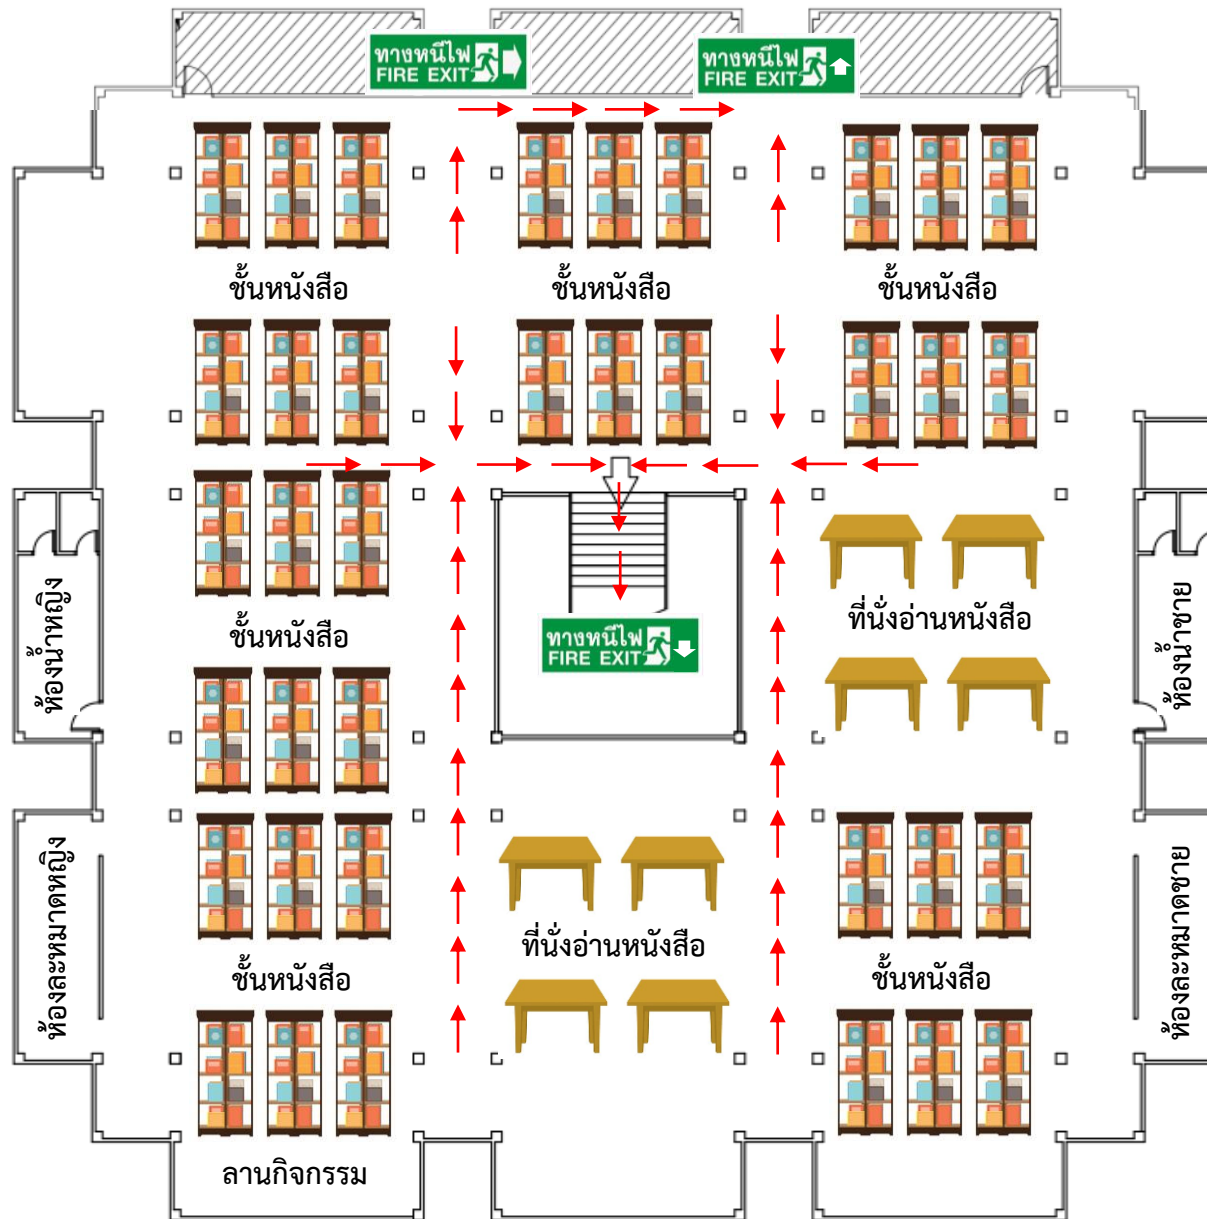 ทางหนีไฟ
FIRE EXIT
ทางหนีไฟ
FIRE EXIT
ชั้นหนังสือ
ชั้นหนังสือ
ชั้นหนังสือ
ห้องน้ำหญิง
ชั้นหนังสือ
ทางหนีไฟ
FIRE EXIT
ที่นั่งอ่านหนังสือ
ห้องน้ำชาย
ห้องละหมาดหญิง
ชั้นหนังสือ
ที่นั่งอ่านหนังสือ
ชั้นหนังสือ
ห้องละหมาดชาย
ลานกิจกรรม